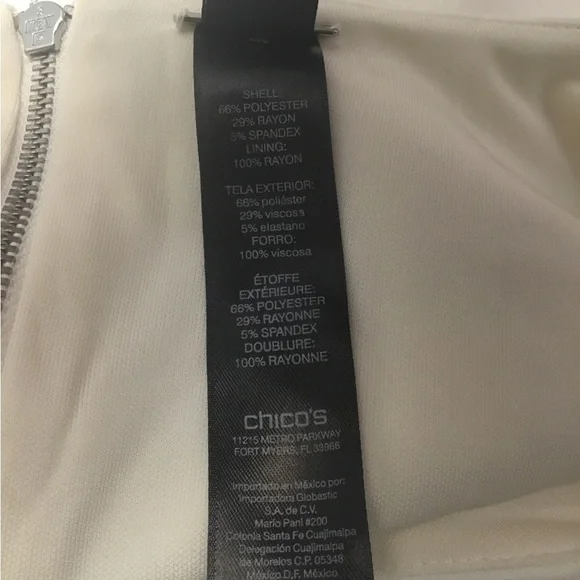 SHELL:
66% POLYESTER
29% RAYON
5% SPANDEX
LINING:
100% RAYON
TELA EXTERIOR:
66% poliéster
29% viscosa
5% elastano
FORRO:
100% viscosa
ÉTOFFE
EXTÉRIEURE:
66% POLYESTER
29% RAYONNE
5% SPANDEX
DOUBLURE:
100% RAYONNE
chico's
11215 METRO PARKWAY
FORT MYERS, FL 33966
Importado en México por:
Importadora Globastic
S.A. de C.V.
Mario Pani #200
Colonia Santa Fe Cuajimalpa
Delegación Cuajimalpa
de Morelos C.P. 05348
México D.F. México